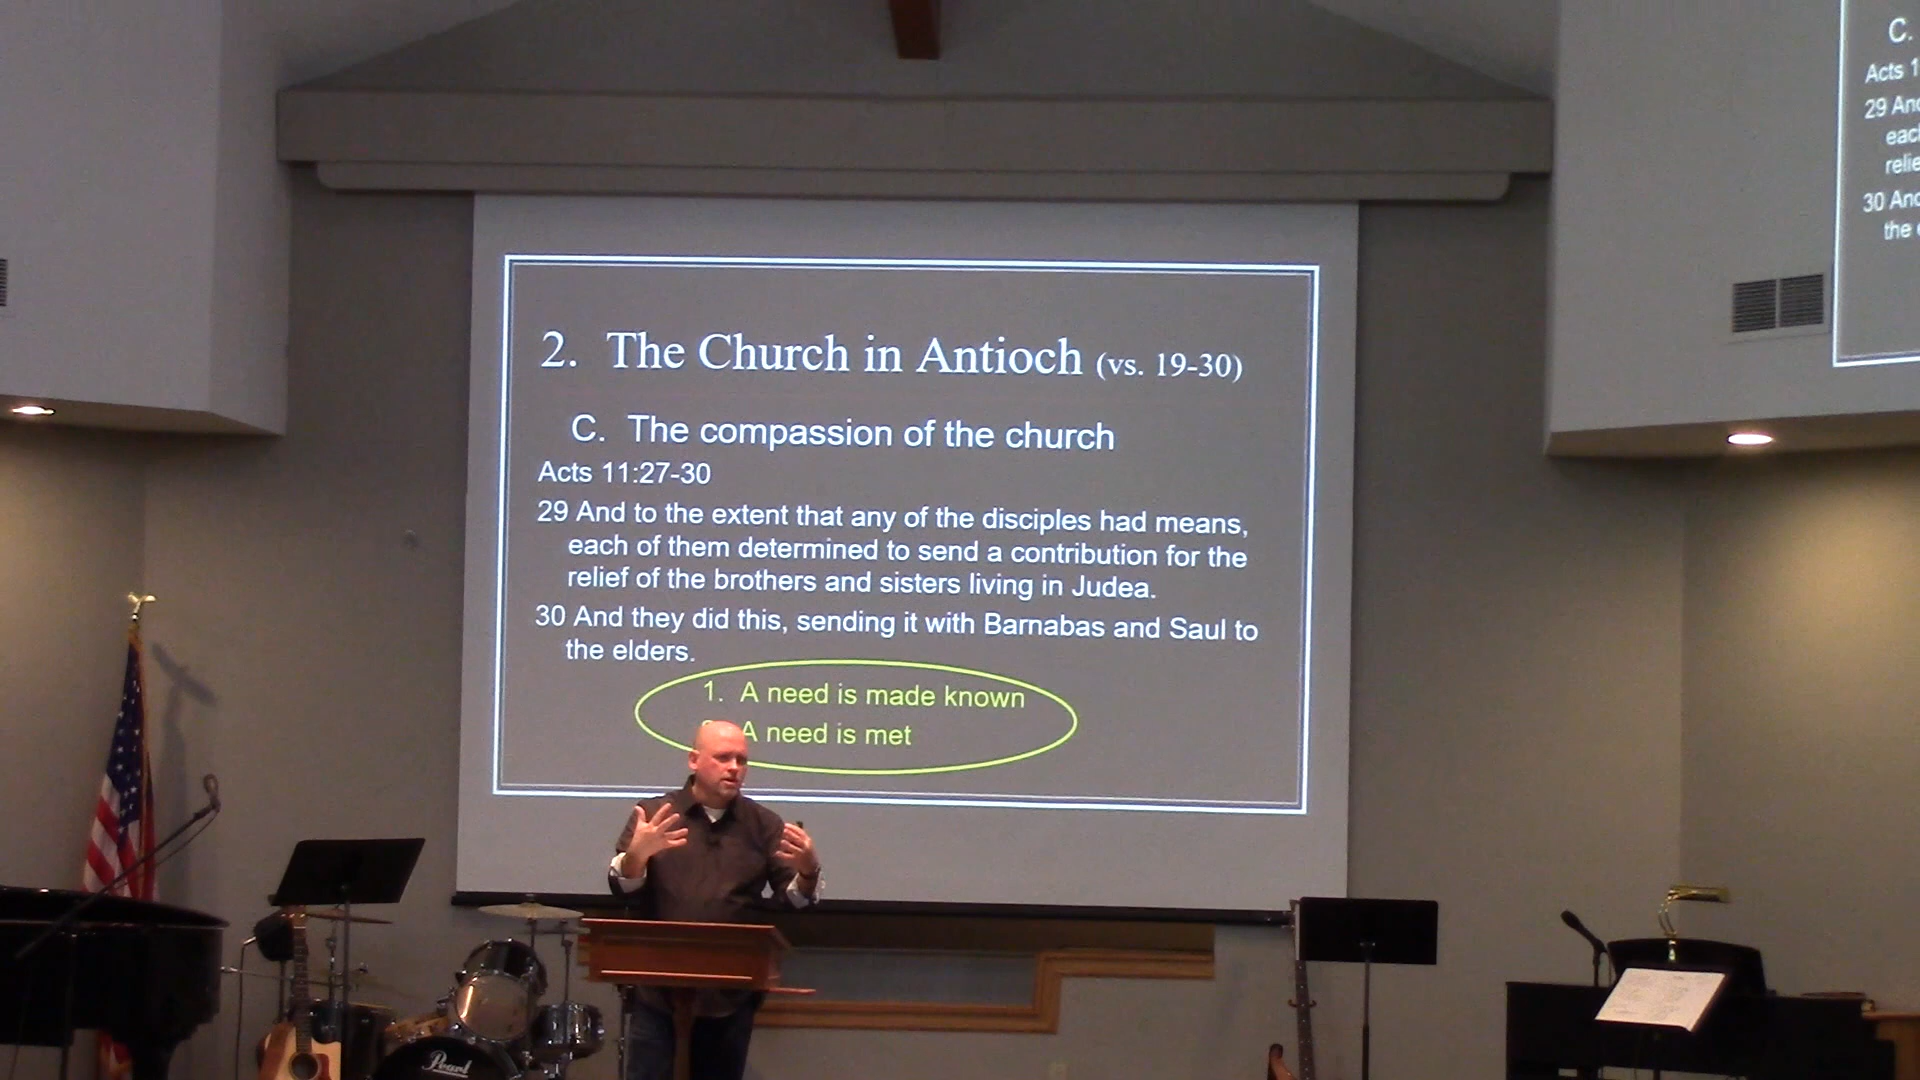 2. The Church in Antioch (vs. 19-30)
C. The compassion of the church
Acts 11:27-30
29 And to the extent that any of the disciples had means,
each of them determined to send a contribution for the
relief of the brothers and sisters living in Judea.
30 And they did this, sending it with Barnabas and Saul to
the elders.
1. A need is made known
A need is met
C.
Acts 1
29 And
each
relie
30 And
the
Pearl